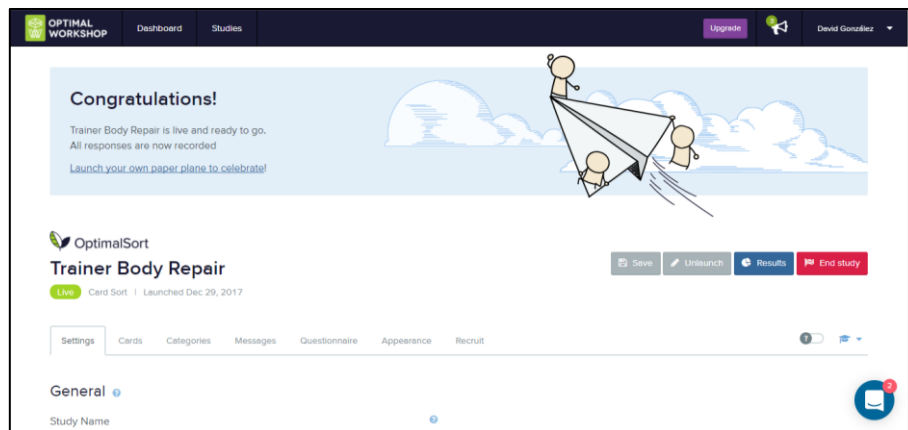 OPTIMAL
WORKSHOP
Dashboard Studies Upgrade David González
Congratulations!
Trainer Body Repair is live and ready to go.
All responses are now recorded
Launch your own paper plane to celebrate!
OptimalSort
Trainer Body Repair
Save Unlaunch Results End study
Live Card Sort | Launched Dec 29, 2017
Settings Cards Categories Messages Questionnaire Appearance Recruit ?
General ?
2
Study Name ?